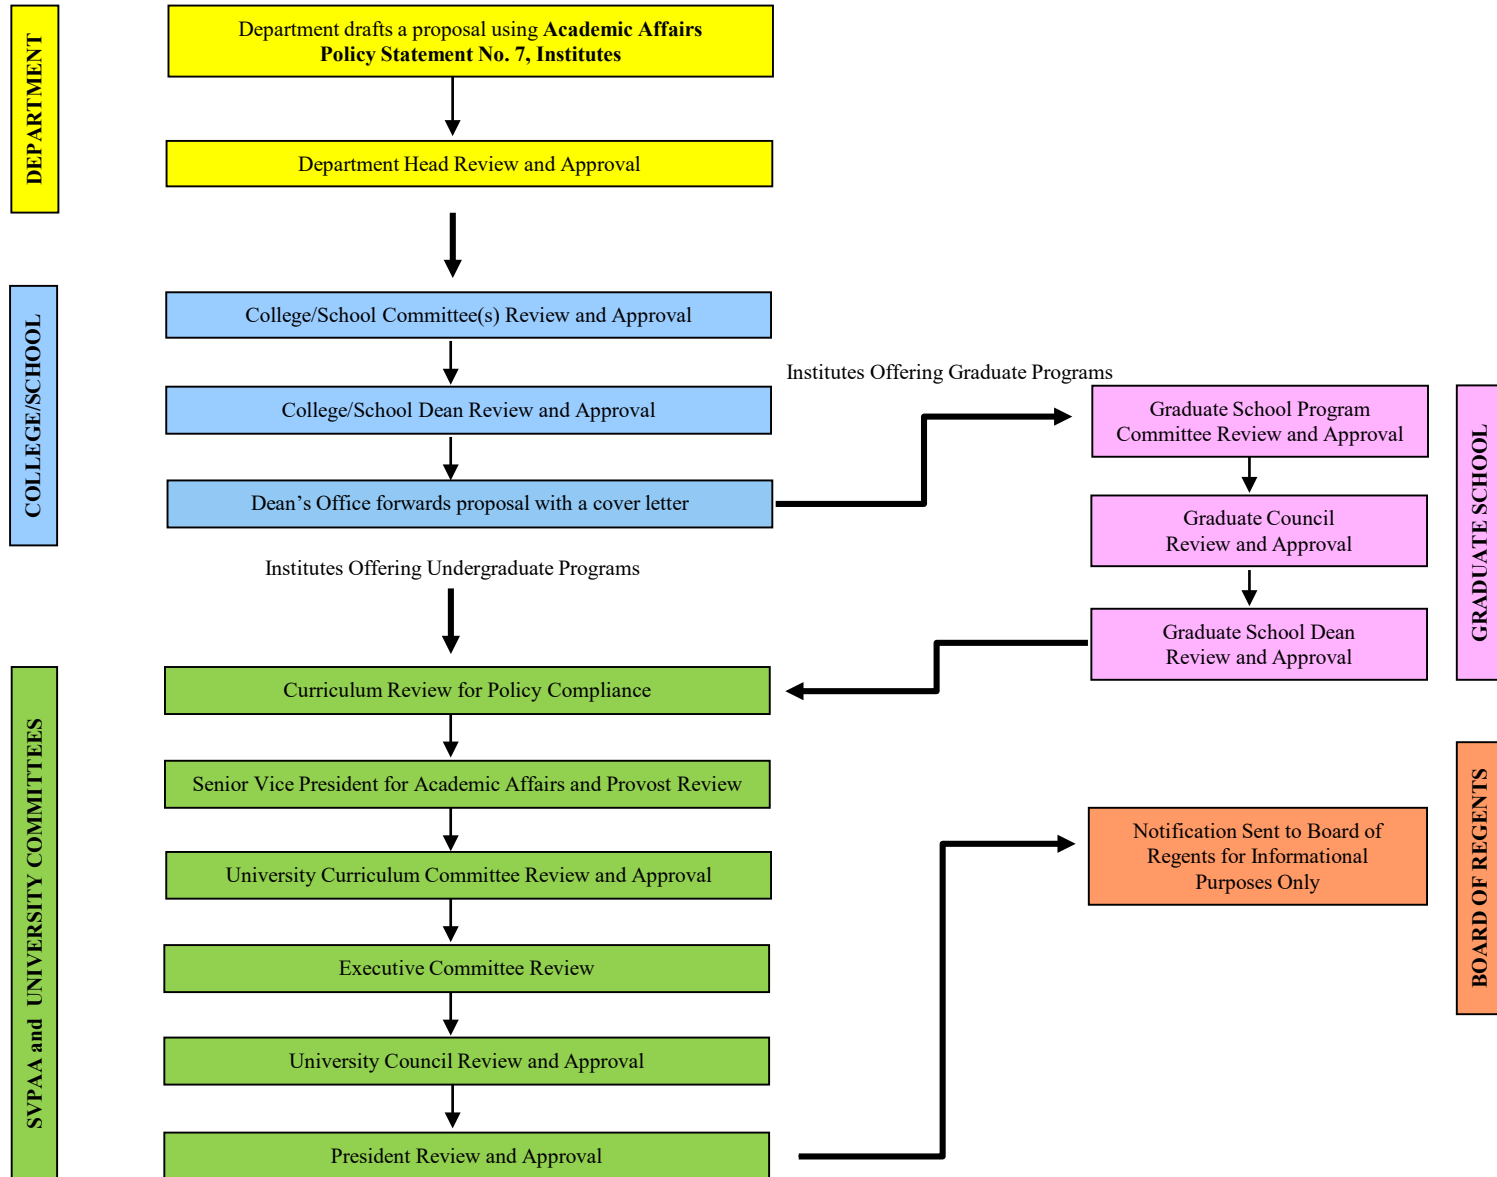 DEPARTMENT
Department drafts a proposal using Academic Affairs
Policy Statement No. 7, Institutes
Department Head Review and Approval
COLLEGE/SCHOOL
College/School Committee(s) Review and Approval
College/School Dean Review and Approval
Dean’s Office forwards proposal with a cover letter
Institutes Offering Graduate Programs
Graduate School Program
Committee Review and Approval
Graduate Council
Review and Approval
Graduate School Dean
Review and Approval
GRADUATE SCHOOL
Institutes Offering Undergraduate Programs
SVPAA and UNIVERSITY COMMITTEES
Curriculum Review for Policy Compliance
Senior Vice President for Academic Affairs and Provost Review
University Curriculum Committee Review and Approval
Executive Committee Review
University Council Review and Approval
President Review and Approval
Notification Sent to Board of
Regents for Informational
Purposes Only
BOARD OF REGENTS